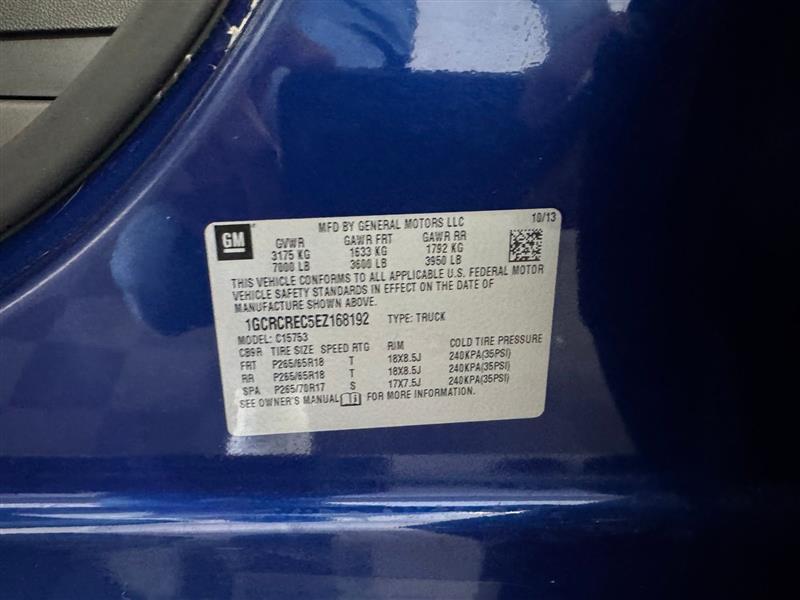 GM
MFD BY GENERAL MOTORS LLC 10/13
GVWR GAWR FRT GAWR RR
3175 KG 1633 KG 1792 KG
7000 LB 3600 LB 3950 LB
THIS VEHICLE CONFORMS TO ALL APPLICABLE U.S. FEDERAL MOTOR
VEHICLE SAFETY STANDARDS IN EFFECT ON THE DATE OF
MANUFACTURE SHOWN ABOVE.
1GCRCREC5EZ168192 TYPE: TRUCK
MODEL: C15753
CB9R TIRE SIZE SPEED RTG RIM COLD TIRE PRESSURE
FRT P265/65R18 T 18X8.5J 240KPA(35PSI)
RR P265/65R18 T 18X8.5J 240KPA(35PSI)
SPA P265/70R17 S 17X7.5J 240KPA(35PSI)
SEE OWNER'S MANUAL FOR MORE INFORMATION.